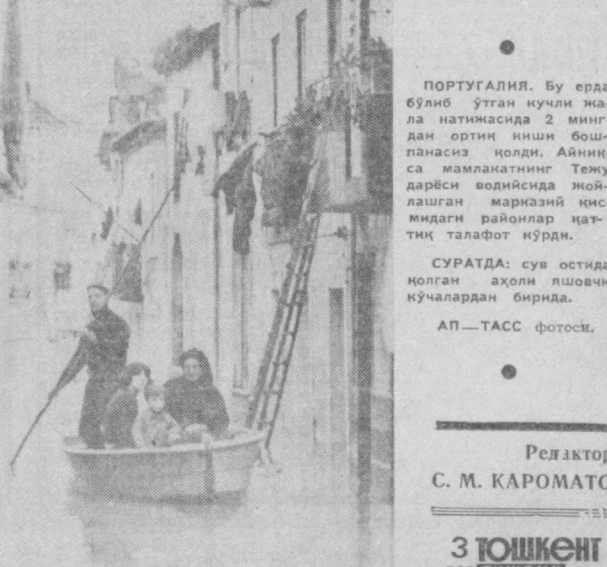 ПОРТУГАЛИЯ. Бу ерда
бўлиб ўтган кучли жа-
ла натижасида 2 минг-
дан ортиқ киши бош-
панасиз қолди. Айниқ-
са мамлакатнинг Тежу
дарёси водийсида жой-
лашган марказий қис-
мидаги районлар қат-
тиқ талафот кўрди.
СУРАТДА: сув остида
қолган аҳоли яшовчи
кўчалардан бирида.
АП—ТАСС фотоси.
Редактор
С. М. КАРОМАТО
3 ТОШКЕНТ